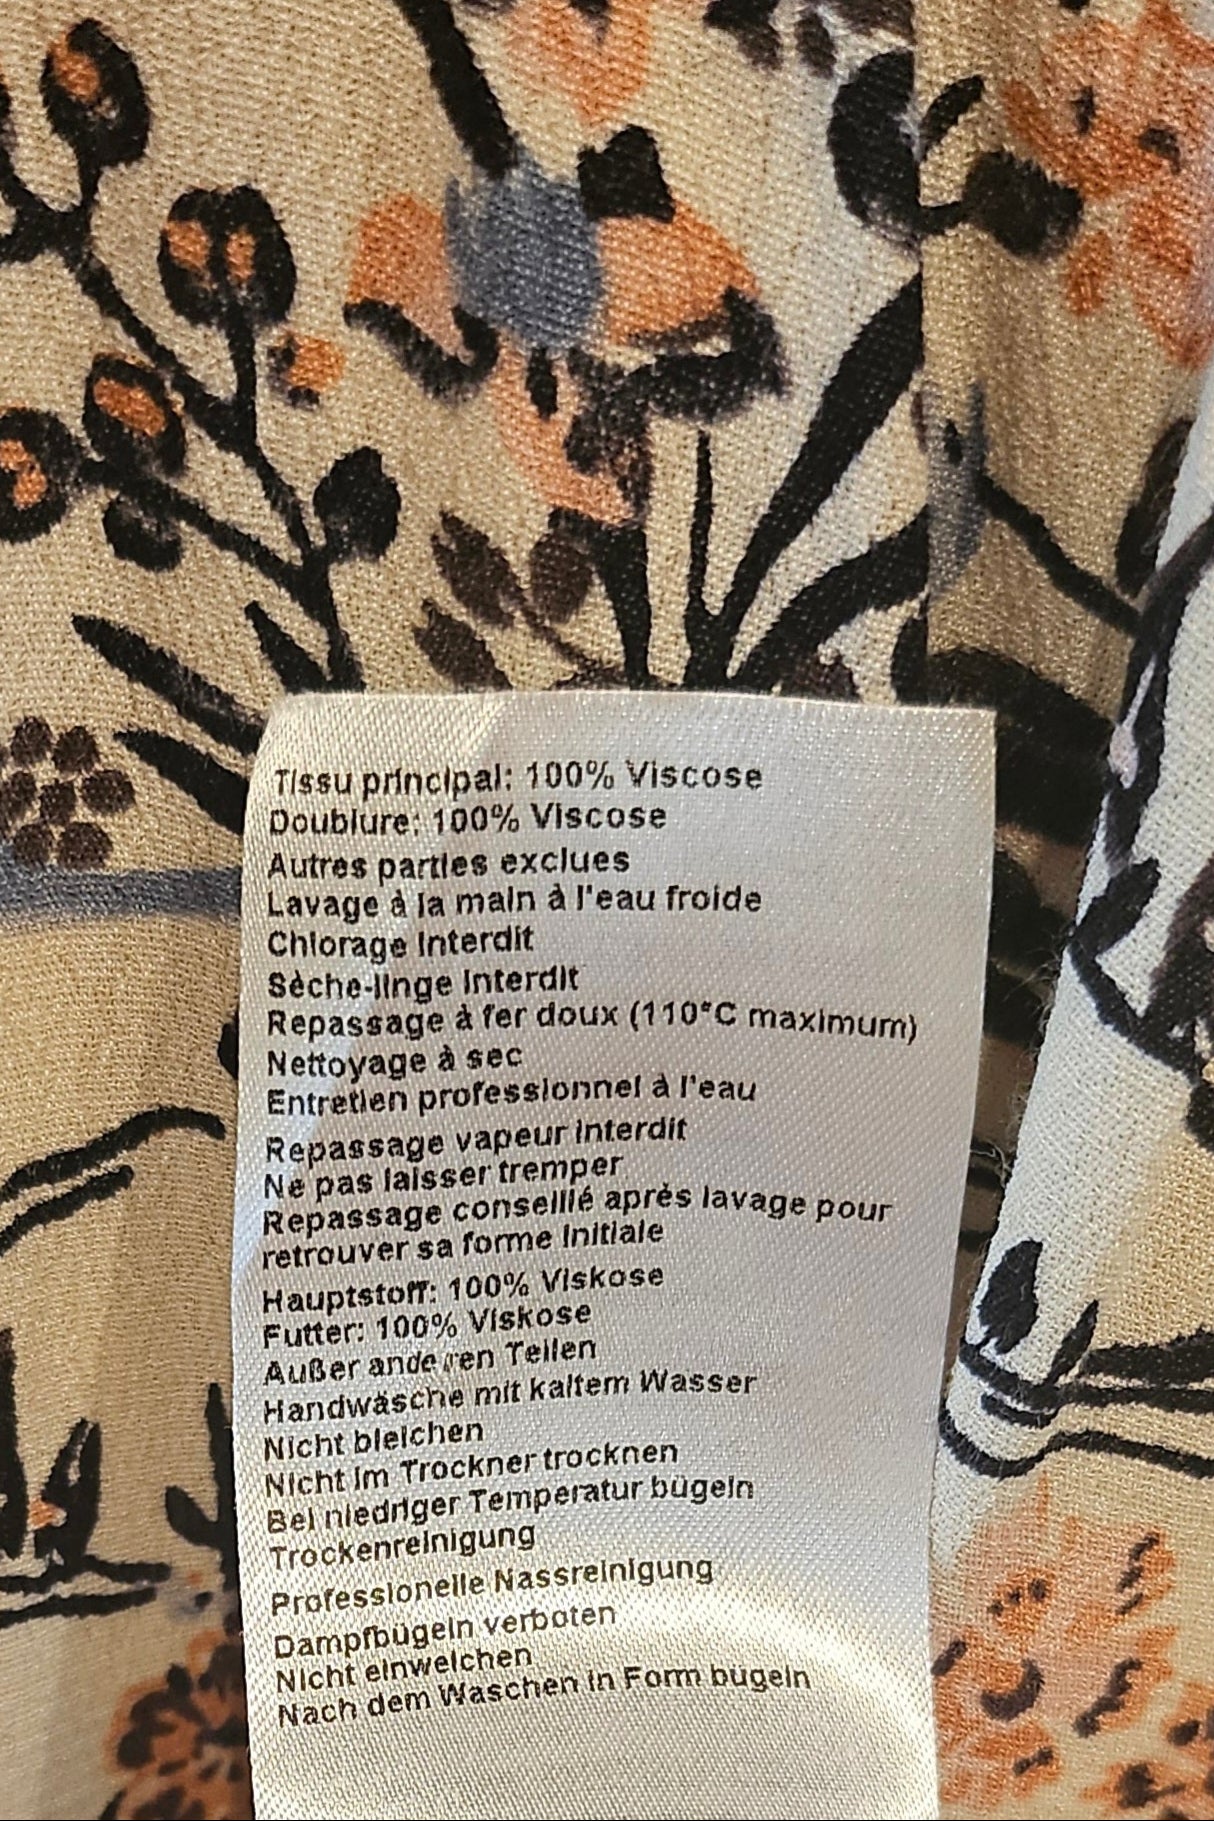 Tissu principal: 100% Viscose
Doublure: 100% Viscose
Autres parties exclues
Lavage à la main à l'eau froide
Chlorage interdit
Sèche-linge interdit
Repassage à fer doux (110°C maximum)
Nettoyage à sec
Entretien professionnel à l'eau
Repassage vapeur interdit
Ne pas laisser tremper
Repassage conseillé après lavage pour
retrouver sa forme initiale
Hauptstoff: 100% Viskose
Futter: 100% Viskose
Außer anderen Teilen
Handwäsche mit kaltem Wasser
Nicht bleichen
Nicht im Trockner trocknen
Bei niedriger Temperatur bügeln
Trockenreinigung
Professionelle Nassreinigung
Dampfbügeln verboten
Nicht einweichen
Nach dem Waschen in Form bügeln